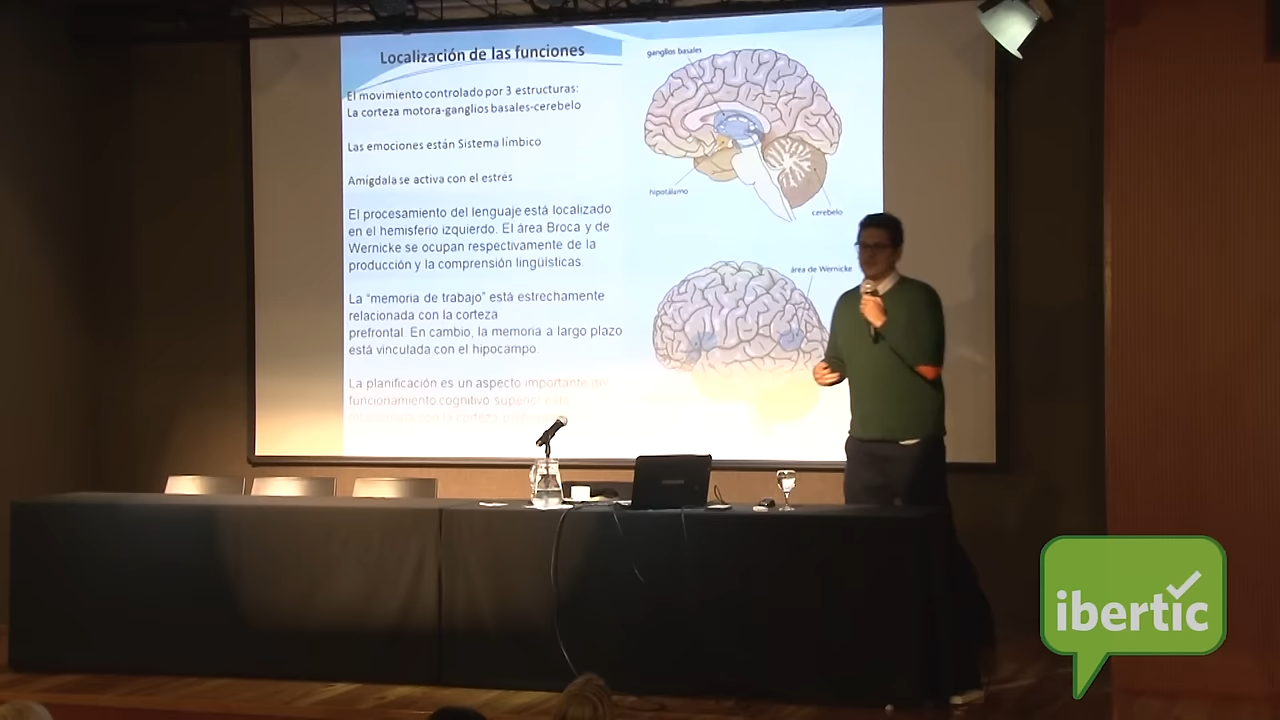 Localización de las funciones
El movimiento controlado por 3 estructuras:
La corteza motora-ganglios basales-cerebelo
Las emociones están Sistema límbico
Amígdala se activa con el estrés
El procesamiento del lenguaje está localizado
en el hemisferio izquierdo. El área Broca y de
Wernicke se ocupan respectivamente de la
producción y la comprensión lingüísticas.
La "memoria de trabajo" está estrechamente
relacionada con la corteza
prefrontal. En cambio, la memoria a largo plazo
está vinculada con el hipocampo.
La planificación es un aspecto importante del
funcionamiento cognitivo superior
ganglios basales
hipotálamo
cerebelo
área de Wernicke
ibertic